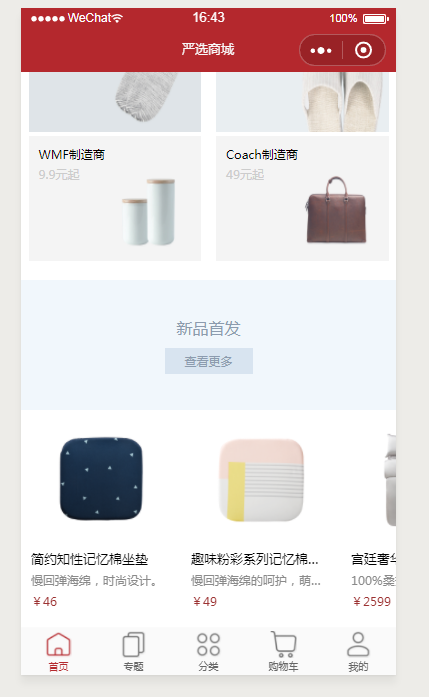 WeChat
16:43
100%
严选商城
WMF制造商
9.9元起
Coach制造商
49元起
新品首发
查看更多
简约知性记忆棉坐垫
慢回弹海绵，时尚设计。
￥46
趣味粉彩系列记忆棉...
慢回弹海绵的呵护，萌...
￥49
宫廷奢华
100%桑
￥2599
首页
专题
分类
购物车
我的